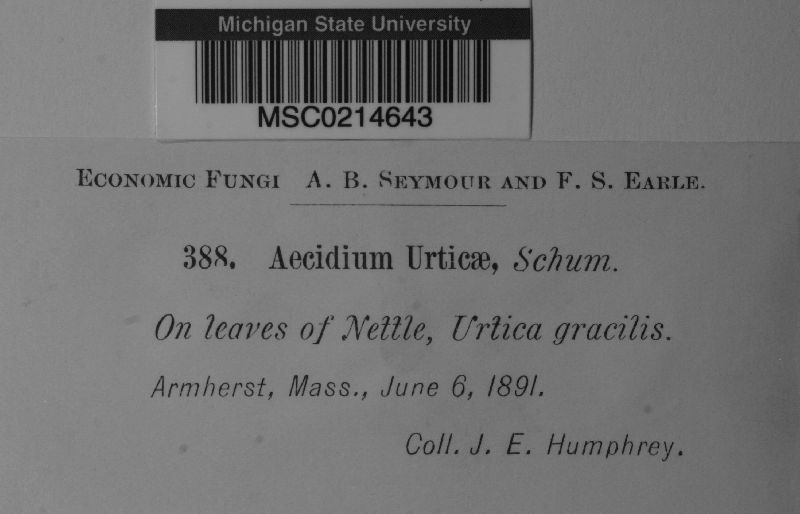 Michigan State University
MSC0214643
Economic Fungi A. B. Seymour and F. S. Earle.
388. Aecidium Urticæ, Schum.
On leaves of Nettle, Urtica gracilis.
Armherst, Mass., June 6, 1891.
Coll. J. E. Humphrey.